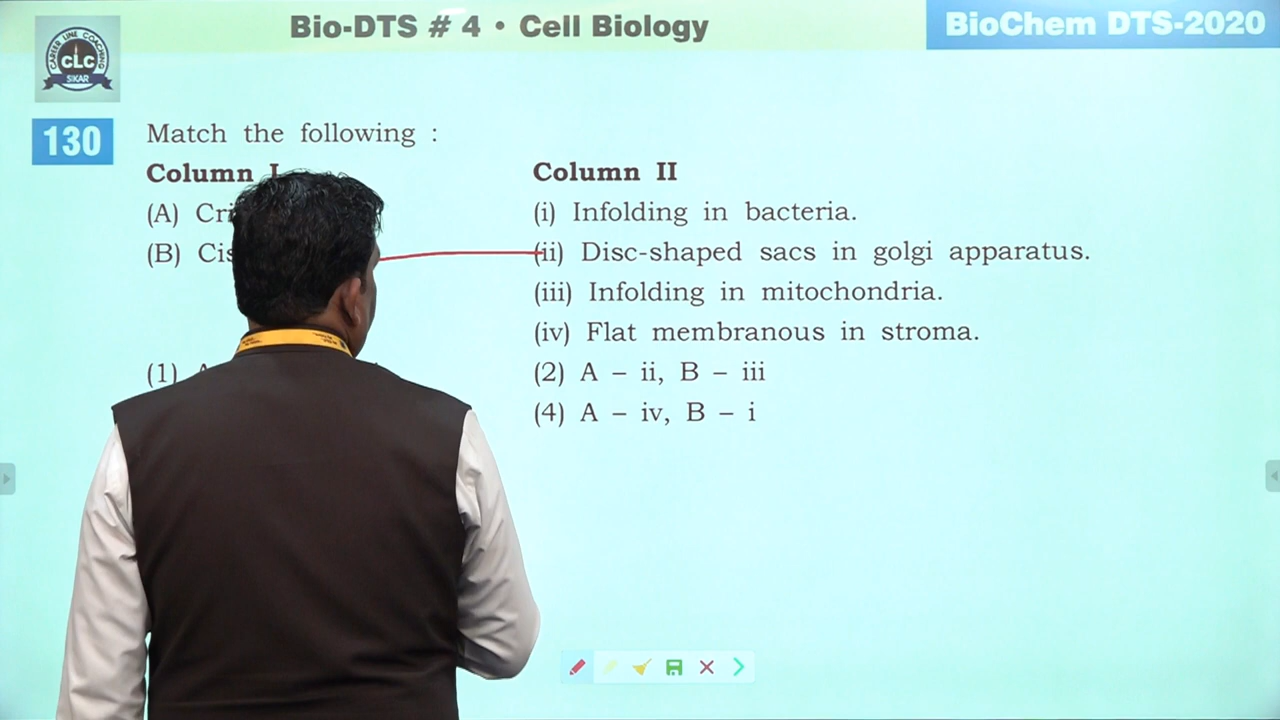 Bio-DTS # 4 • Cell Biology
BioChem DTS-2020
CAREER LINE COACHING
CLC
SIKAR
130
Match the following :
Column I
Column II
(A)
(i) Infolding in bacteria.
(B)
(ii) Disc-shaped sacs in golgi apparatus.
(iii) Infolding in mitochondria.
(iv) Flat membranous in stroma.
(1)
(2) A – ii, B – iii
(4) A – iv, B – i